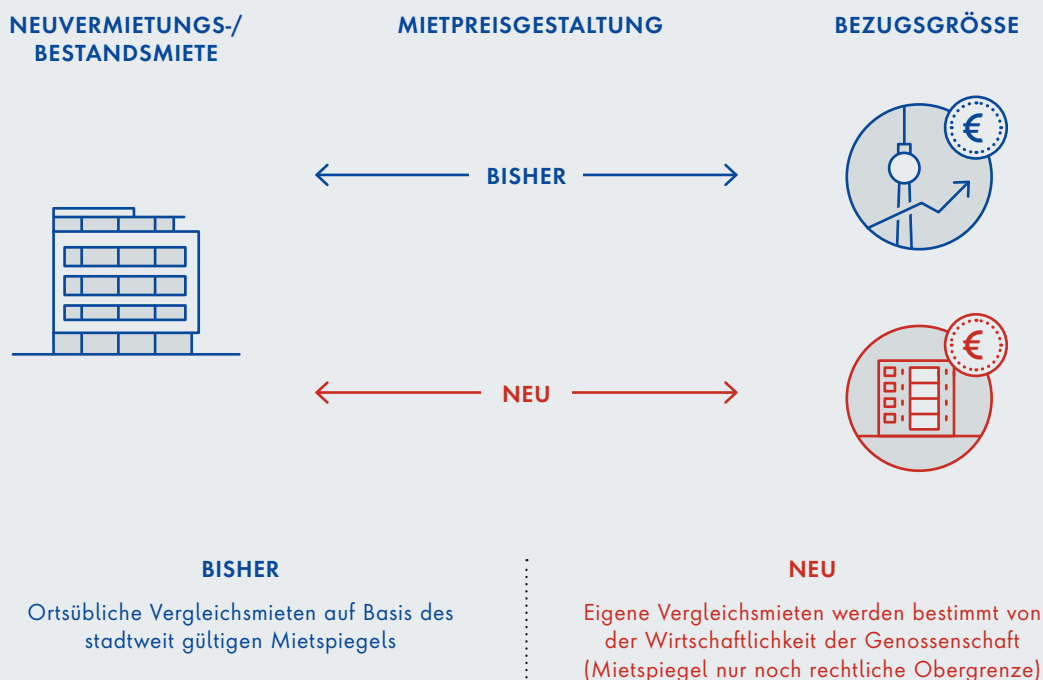 NEUVERMIETUNGS-/
BESTANDSMIETE
MIETPREISGESTALTUNG
BEZUGSGRÖSSE
€
BISHER
€
NEU
BISHER
Ortsübliche Vergleichsmieten auf Basis des
stadtweit gültigen Mietspiegels
NEU
Eigene Vergleichsmieten werden bestimmt von
der Wirtschaftlichkeit der Genossenschaft
(Mietspiegel nur noch rechtliche Obergrenze)